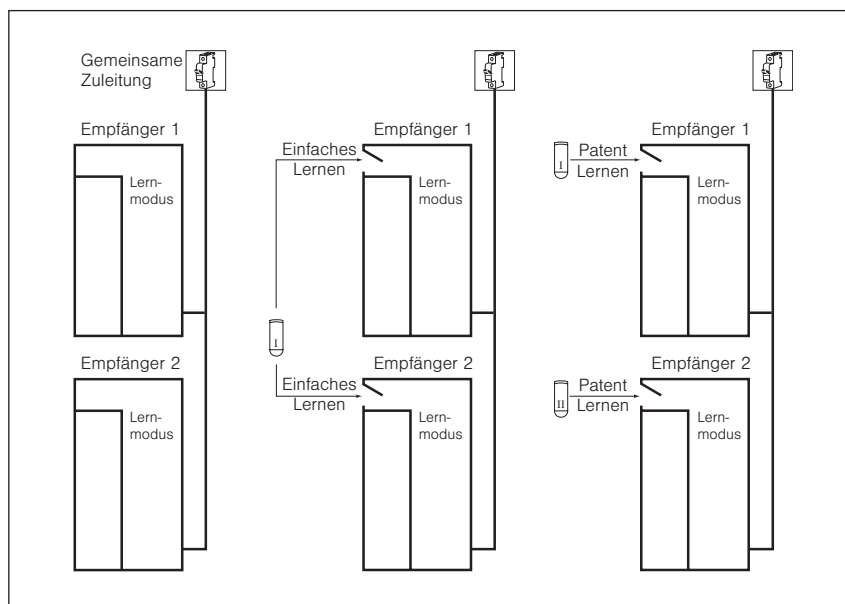 Gemeinsame
Zuleitung
Empfänger 1
Lern-
modus
Empfänger 2
Lern-
modus
Empfänger 1
Einfaches
Lernen
Lern-
modus
I
Empfänger 2
Einfaches
Lernen
Lern-
modus
Empfänger 1
I
Patent
Lernen
Lern-
modus
Empfänger 2
II
Patent
Lernen
Lern-
modus